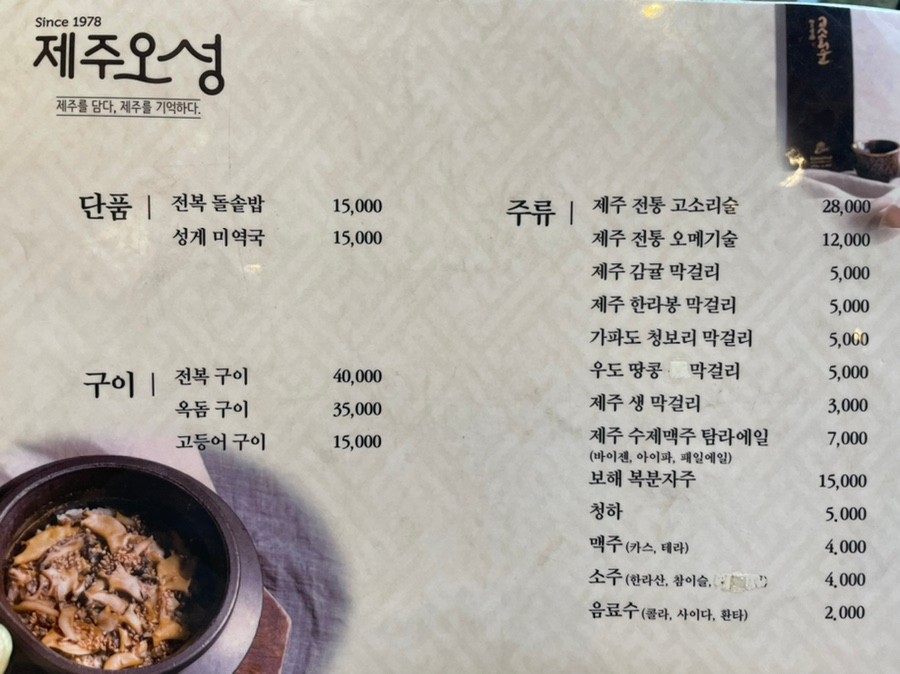 Since 1978
제주오성
제주를 담다, 제주를 기억하다.
단품 | 전복 돌솥밥 15,000
성게 미역국 15,000
구이 | 전복 구이 40,000
옥돔 구이 35,000
고등어 구이 15,000
고소리술
주류 | 제주 전통 고소리술 28,000
제주 전통 오메기술 12,000
제주 감귤 막걸리 5,000
제주 한라봉 막걸리 5,000
가파도 청보리 막걸리 5,000
우도 땅콩 막걸리 5,000
제주 생 막걸리 3,000
제주 수제맥주 탐라에일 7,000
(바이젠, 아이파, 패일에일)
보해 복분자주 15,000
청하 5,000
맥주 (카스, 테라) 4,000
소주 (한라산, 참이슬, ) 4,000
음료수 (콜라, 사이다, 환타) 2,000